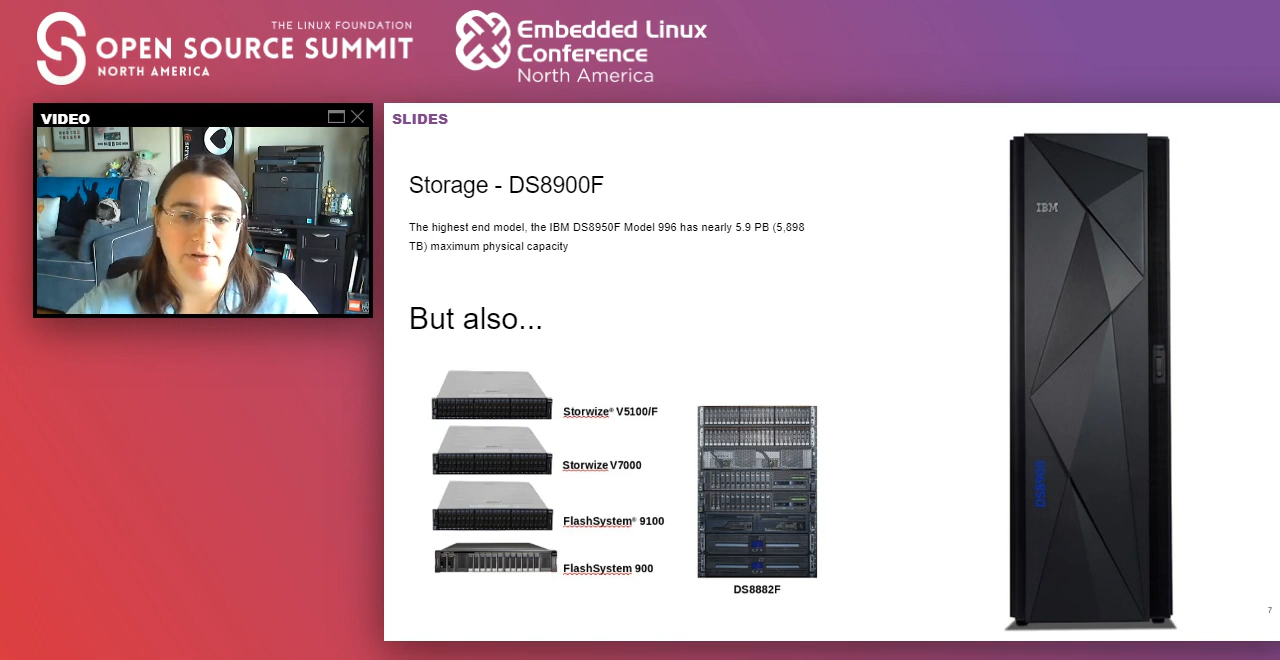 THE LINUX FOUNDATION
OPEN SOURCE SUMMIT
NORTH AMERICA
Embedded Linux
Conference
North America
VIDEO
SLIDES
Storage - DS8900F
The highest end model, the IBM DS8950F Model 996 has nearly 5.9 PB (5,898
TB) maximum physical capacity
But also...
Storwize® V5100/F
Storwize V7000
FlashSystem® 9100
FlashSystem 900
DS8882F
IBM
DS8900
7